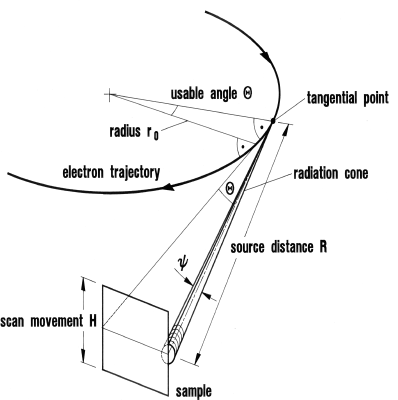 usable angle Θ
tangential point
radius r₀
electron trajectory
Θ
radiation cone
source distance R
ψ
scan movement H
sample